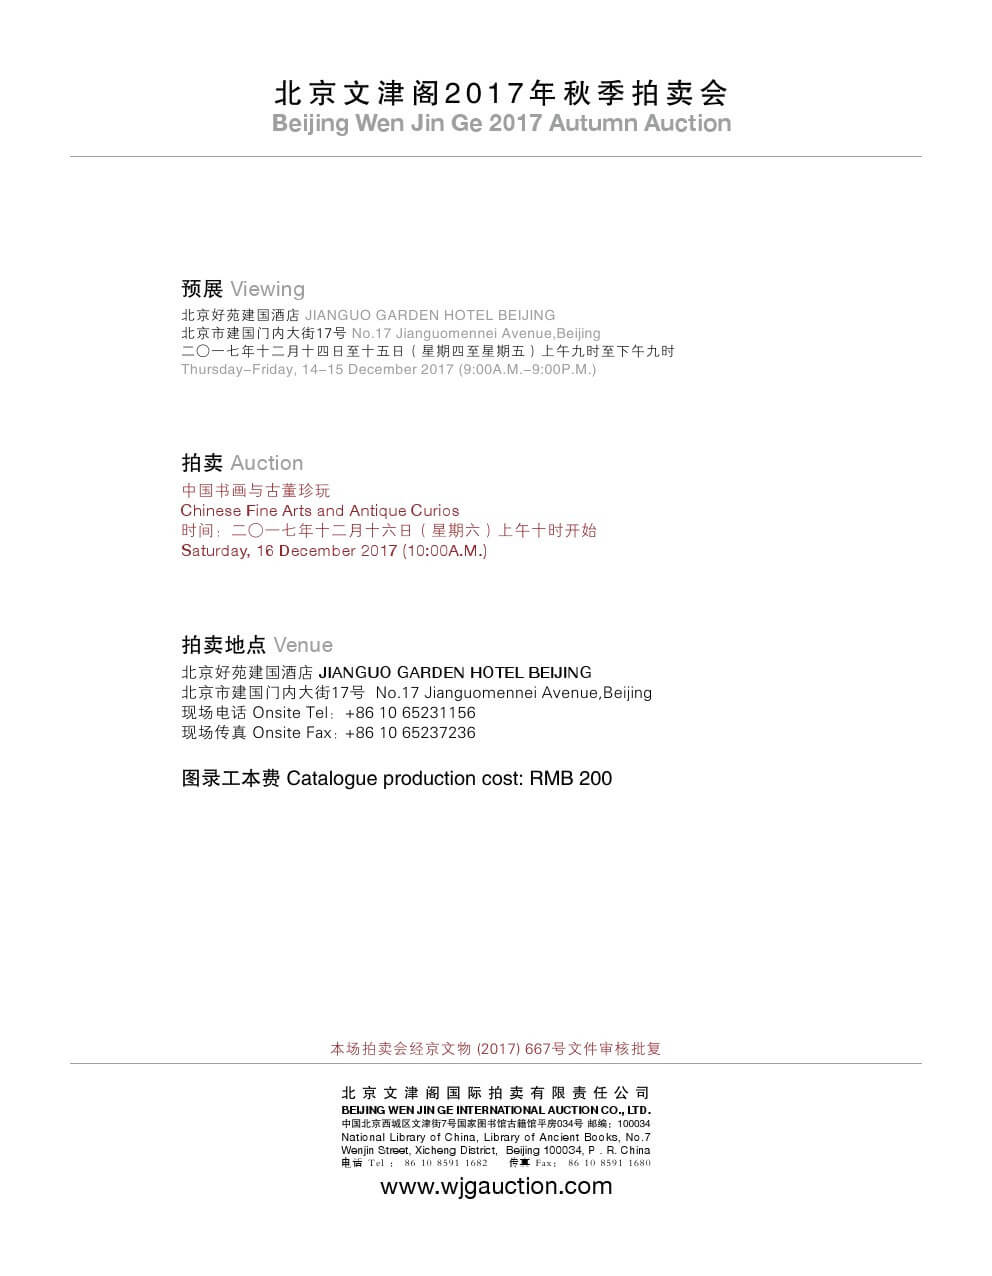 北京文津阁2017年秋季拍卖会
Beijing Wen Jin Ge 2017 Autumn Auction
预展 Viewing
北京好苑建国酒店 JIANGUO GARDEN HOTEL BEIJING
北京市建国门内大街17号 No.17 Jianguomennei Avenue,Beijing
二〇一七年十二月十四日至十五日（星期四至星期五）上午九时至下午九时
Thursday–Friday, 14–15 December 2017 (9:00A.M.–9:00P.M.)
拍卖 Auction
中国书画与古董珍玩
Chinese Fine Arts and Antique Curios
时间：二〇一七年十二月十六日（星期六）上午十时开始
Saturday, 16 December 2017 (10:00A.M.)
拍卖地点 Venue
北京好苑建国酒店 JIANGUO GARDEN HOTEL BEIJING
北京市建国门内大街17号 No.17 Jianguomennei Avenue,Beijing
现场电话 Onsite Tel：+86 10 65231156
现场传真 Onsite Fax：+86 10 65237236
图录工本费 Catalogue production cost: RMB 200
本场拍卖会经京文物 (2017) 667号文件审核批复
北京文津阁国际拍卖有限责任公司
BEIJING WEN JIN GE INTERNATIONAL AUCTION CO., LTD.
中国北京西城区文津街7号国家图书馆古籍馆平房034号 邮编：100034
National Library of China, Library of Ancient Books, No.7
Wenjin Street, Xicheng District, Beijing 100034, P . R. China
电话 Tel ： 86 10 8591 1682 传真 Fax： 86 10 8591 1680
www.wjgauction.com